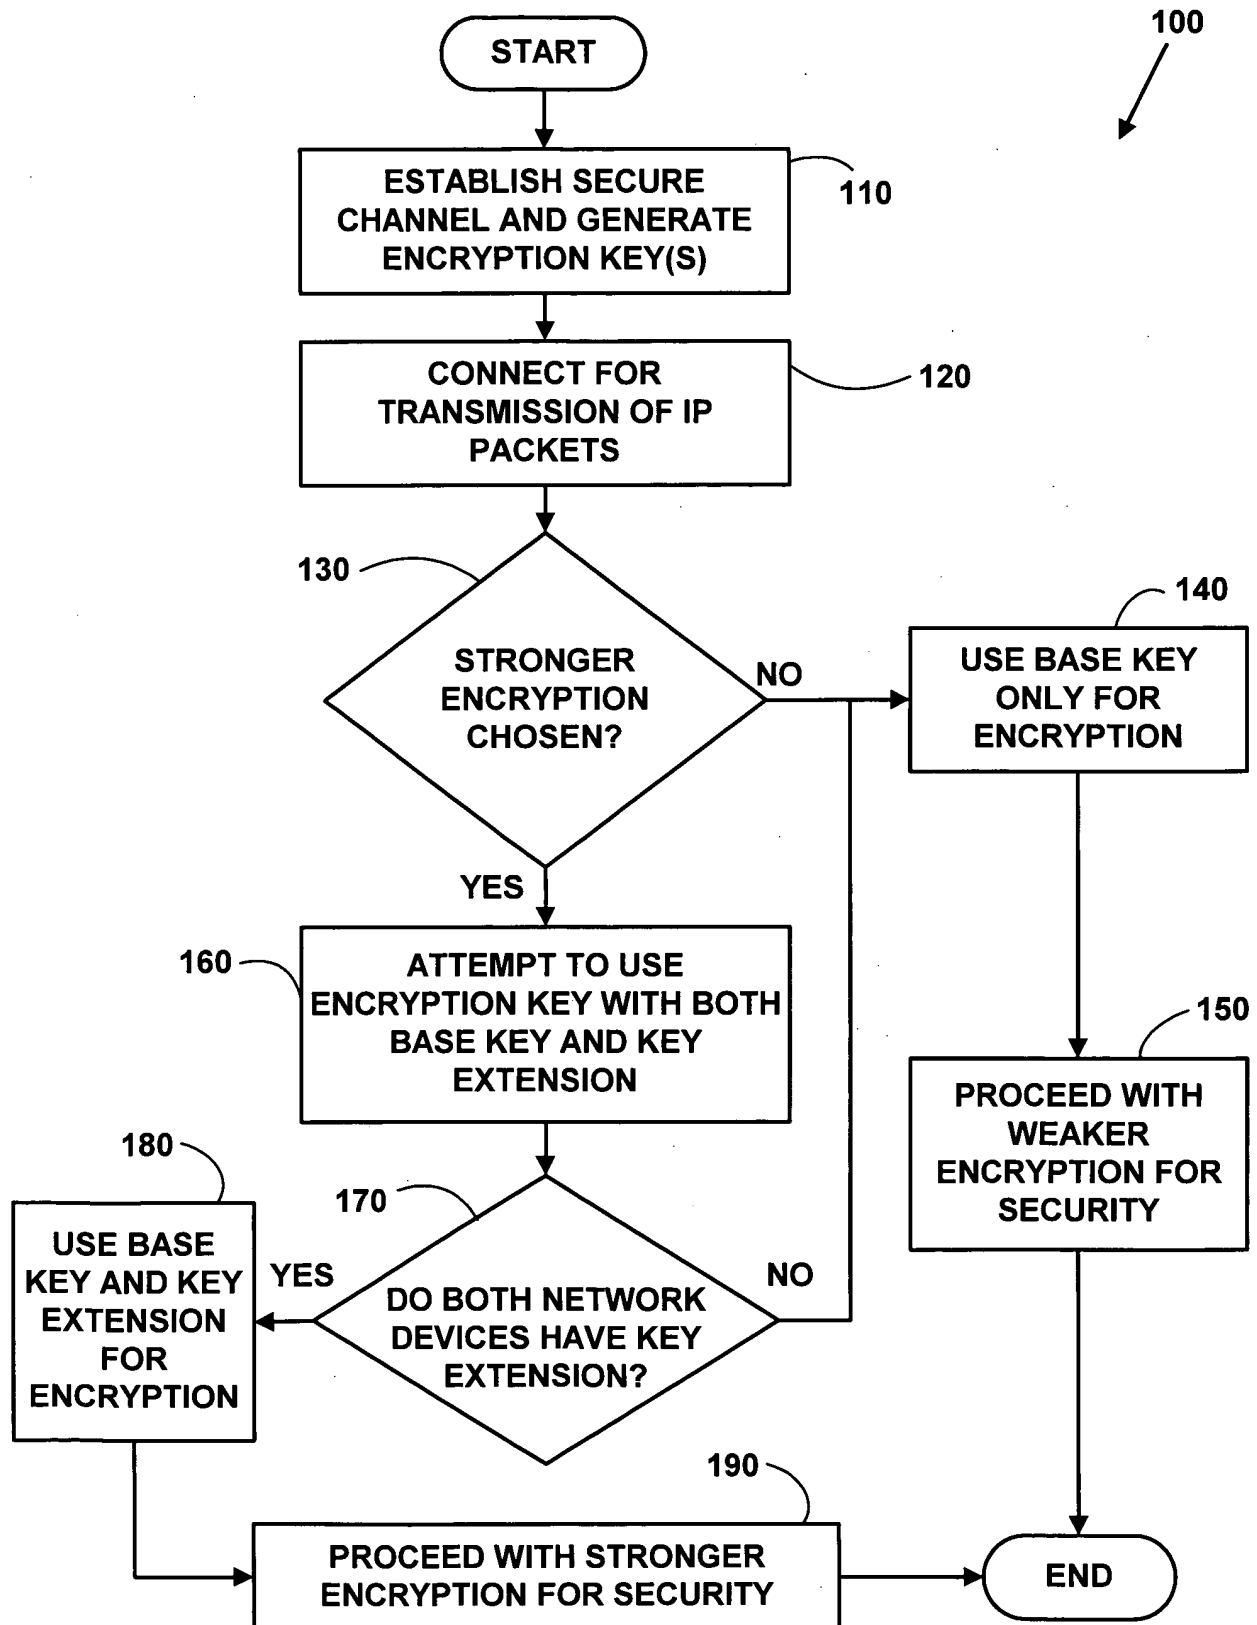 START
100
ESTABLISH SECURE
CHANNEL AND GENERATE
ENCRYPTION KEY(S)
110
CONNECT FOR
TRANSMISSION OF IP
PACKETS
120
130
STRONGER
ENCRYPTION
CHOSEN?
NO
140
USE BASE KEY
ONLY FOR
ENCRYPTION
YES
160
ATTEMPT TO USE
ENCRYPTION KEY WITH BOTH
BASE KEY AND KEY
EXTENSION
150
PROCEED WITH
WEAKER
ENCRYPTION FOR
SECURITY
180
170
USE BASE
KEY AND KEY
EXTENSION
FOR
ENCRYPTION
YES
DO BOTH NETWORK
DEVICES HAVE KEY
EXTENSION?
NO
190
PROCEED WITH STRONGER
ENCRYPTION FOR SECURITY
END